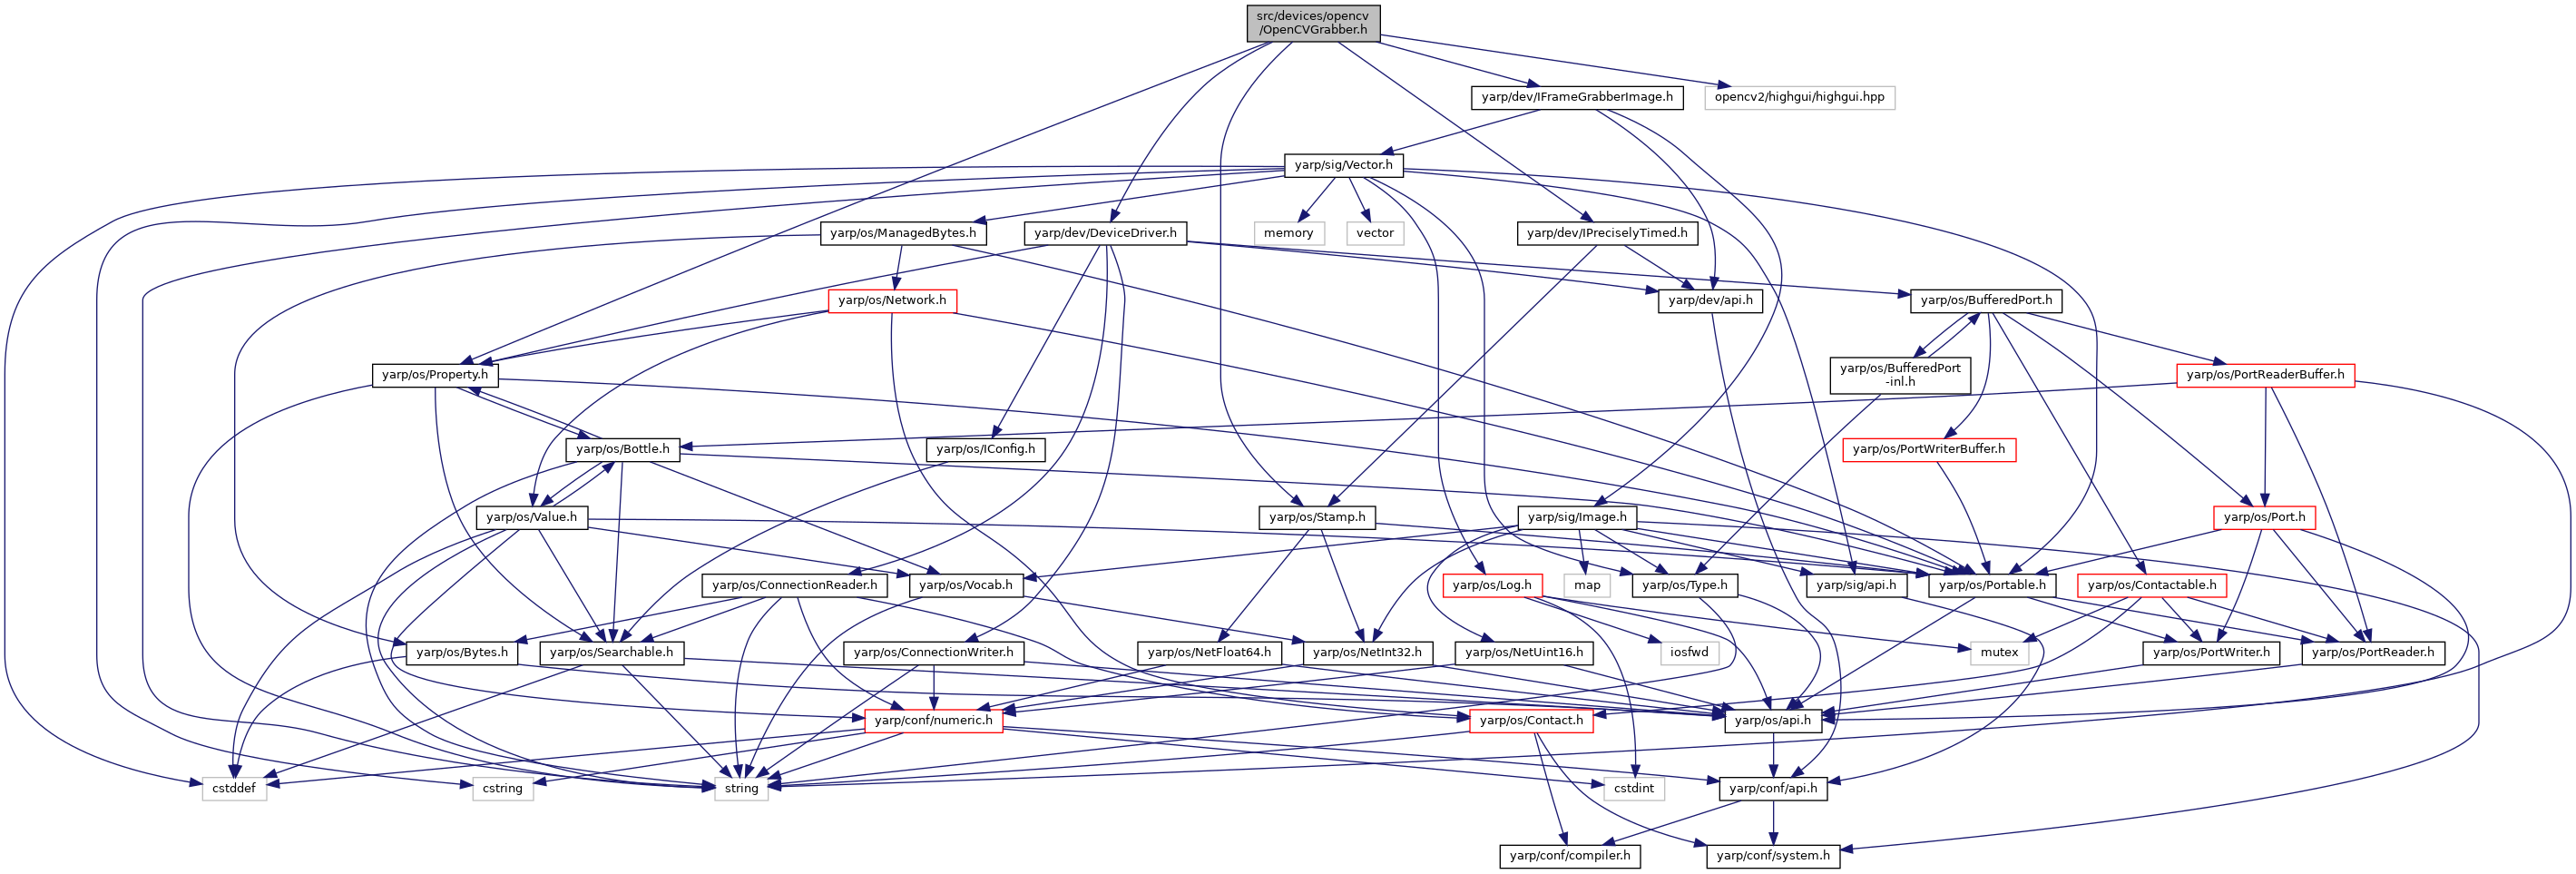 src/devices/opencv
/OpenCVGrabber.h
yarp/dev/IFrameGrabberImage.h
opencv2/highgui/highgui.hpp
yarp/sig/Vector.h
yarp/os/ManagedBytes.h
yarp/dev/DeviceDriver.h
memory
vector
yarp/dev/IPreciselyTimed.h
yarp/os/Network.h
yarp/dev/api.h
yarp/os/BufferedPort.h
yarp/os/Property.h
yarp/os/BufferedPort
-inl.h
yarp/os/PortReaderBuffer.h
yarp/os/Bottle.h
yarp/os/IConfig.h
yarp/os/PortWriterBuffer.h
yarp/os/Value.h
yarp/os/Stamp.h
yarp/sig/Image.h
yarp/os/Port.h
yarp/os/ConnectionReader.h
yarp/os/Vocab.h
yarp/os/Log.h
map
yarp/os/Type.h
yarp/sig/api.h
yarp/os/Portable.h
yarp/os/Contactable.h
yarp/os/Bytes.h
yarp/os/Searchable.h
yarp/os/ConnectionWriter.h
yarp/os/NetFloat64.h
yarp/os/NetInt32.h
yarp/os/NetUint16.h
iosfwd
mutex
yarp/os/PortWriter.h
yarp/os/PortReader.h
yarp/conf/numeric.h
yarp/os/Contact.h
yarp/os/api.h
cstddef
cstring
string
cstdint
yarp/conf/api.h
yarp/conf/compiler.h
yarp/conf/system.h